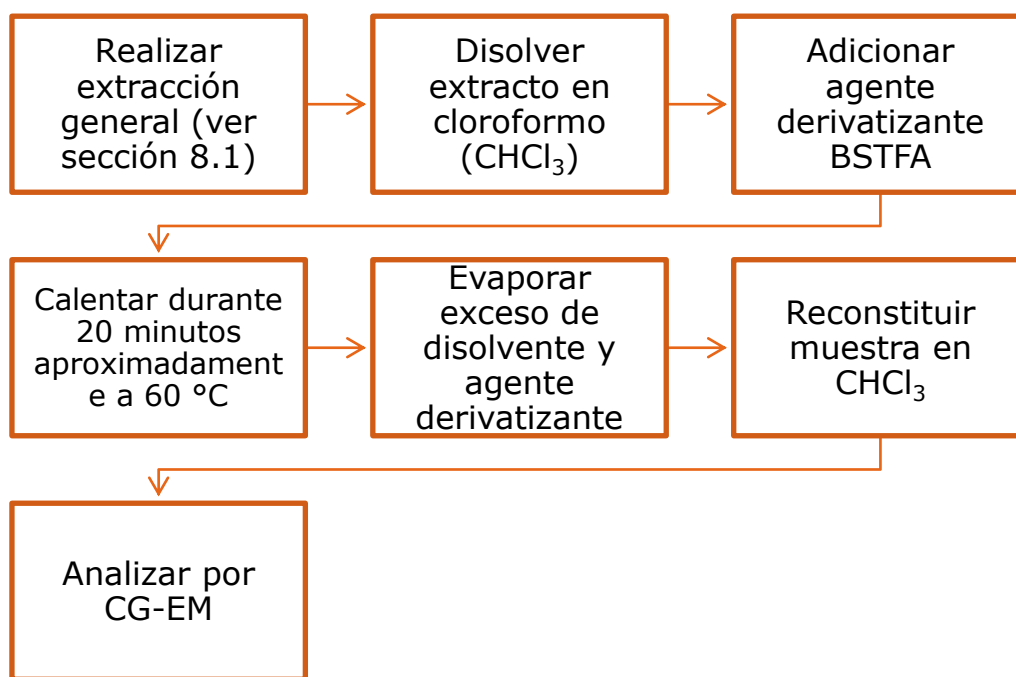 Realizar
extracción
general (ver
sección 8.1)
Disolver
extracto en
cloroformo
(CHCl₃)
Adicionar
agente
derivatizante
BSTFA
Calentar durante
20 minutos
aproximadament
e a 60 °C
Evaporar
exceso de
disolvente y
agente
derivatizante
Reconstituir
muestra en
CHCl₃
Analizar por
CG-EM